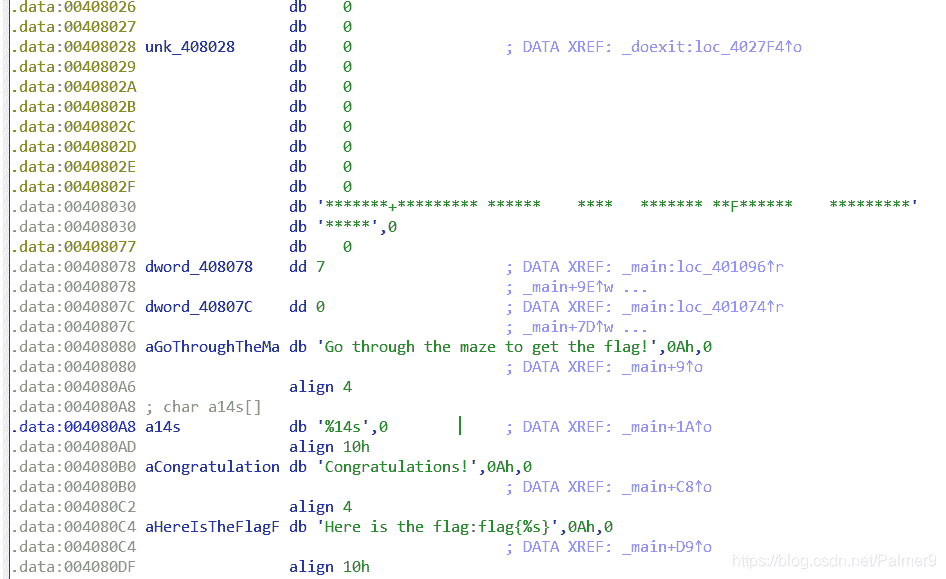 .data:00408026 db 0
.data:00408027 db 0
.data:00408028 unk_408028 db 0 ; DATA XREF: _doexit:loc_4027F4↑o
.data:00408029 db 0
.data:0040802A db 0
.data:0040802B db 0
.data:0040802C db 0
.data:0040802D db 0
.data:0040802E db 0
.data:0040802F db 0
.data:00408030 db '*******+********* ******    ****   ******* **F******    *********'
.data:00408030 db '*****',0
.data:00408077 db 0
.data:00408078 dword_408078 dd 7 ; DATA XREF: _main:loc_401096↑r
.data:00408078 ; _main+9E↑w ...
.data:0040807C dword_40807C dd 0 ; DATA XREF: _main:loc_401074↑r
.data:0040807C ; _main+7D↑w ...
.data:00408080 aGoThroughTheMa db 'Go through the maze to get the flag!',0Ah,0
.data:00408080 ; DATA XREF: _main+9↑o
.data:004080A6 align 4
.data:004080A8 ; char a14s[]
.data:004080A8 a14s db '%14s',0 ; DATA XREF: _main+1A↑o
.data:004080AD align 10h
.data:004080B0 aCongratulation db 'Congratulations!',0Ah,0
.data:004080B0 ; DATA XREF: _main+C8↑o
.data:004080C2 align 4
.data:004080C4 aHereIsTheFlagF db 'Here is the flag:flag{%s}',0Ah,0
.data:004080C4 ; DATA XREF: _main+D9↑o
.data:004080DF align 10h
https://blog.csdn.net/Palmer9